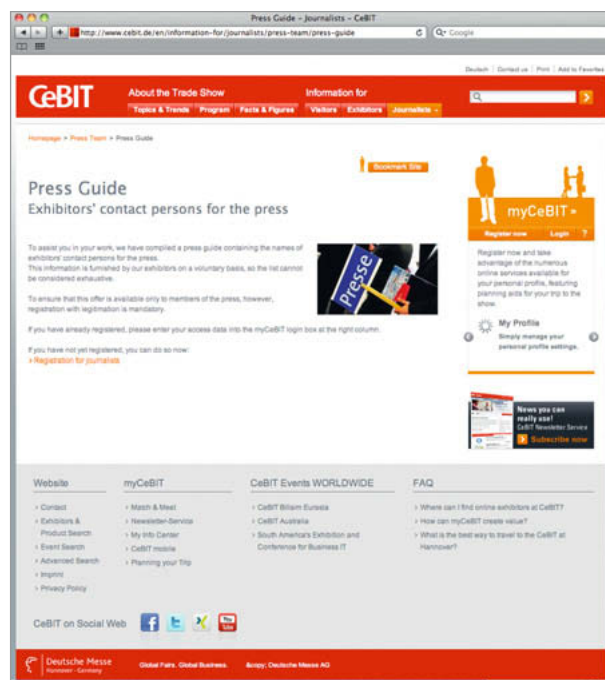 Press Guide - Journalists - CeBIT
http://www.cebit.de/en/information-for/journalists/press-team/press-guide
Google
Deutsch | Contact us | Print | Add to Favorites
CeBIT
About the Trade Show
Information for
Topics & Trends
Program
Facts & Figures
Visitors
Exhibitors
Journalists
Homepage > Press Team > Press Guide
Bookmark Site
Press Guide
Exhibitors' contact persons for the press
To assist you in your work, we have compiled a press guide containing the names of
exhibitors' contact persons for the press.
This information is furnished by our exhibitors on a voluntary basis, so the list cannot
be considered exhaustive.
To ensure that this offer is available only to members of the press, however,
registration with legitimation is mandatory.
If you have already registered, please enter your access data into the myCeBIT login box at the right column.
If you have not yet registered, you can do so now:
> Registration for journalists
Presse
myCeBIT
Register now
Login
?
Register now and take
advantage of the numerous
online services available for
your personal profile, featuring
planning aids for your trip to the
show.
My Profile
Simply manage your
personal profile settings.
News you can
really use!
CeBIT Newsletter Service
Subscribe now
Website
> Contact
> Exhibitors &
Product Search
> Event Search
> Advanced Search
> Imprint
> Privacy Policy
myCeBIT
> Match & Meet
> Newsletter-Service
> My Info Center
> CeBIT mobile
> Planning your Trip
CeBIT Events WORLDWIDE
> CeBIT Bilisim Eurasia
> CeBIT Australia
> South America's Exhibition and
Conference for Business IT
FAQ
> Where can I find online exhibitors at CeBIT?
> How can myCeBIT create value?
> What is the best way to travel to the CeBIT at
Hannover?
CeBIT on Social Web
You
Tube
Deutsche Messe
Hannover · Germany
Global Fairs. Global Business.
&copy; Deutsche Messe AG